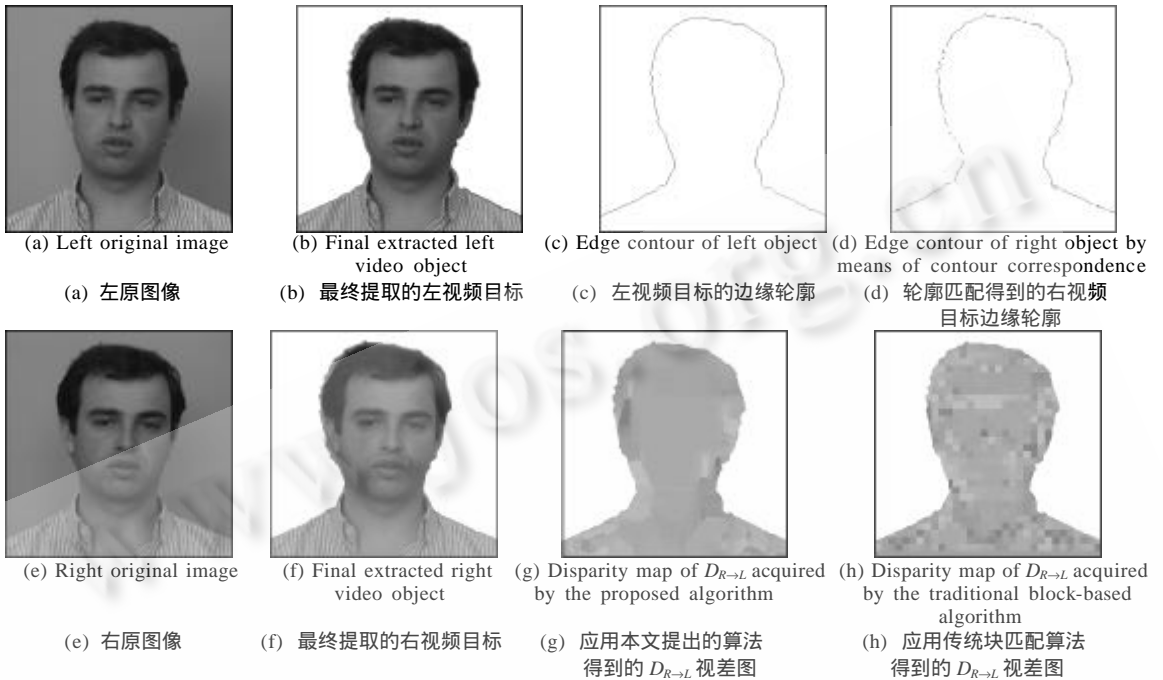 (a) Left original image
(b) Final extracted left
video object
(c) Edge contour of left object
(d) Edge contour of right object by
means of contour correspondence
(a) 左原图像
(b) 最终提取的左视频目标
(c) 左视频目标的边缘轮廓
(d) 轮廓匹配得到的右视频
目标边缘轮廓
(e) Right original image
(f) Final extracted right
video object
(g) Disparity map of D_{R→L} acquired
by the proposed algorithm
(h) Disparity map of D_{R→L} acquired
by the traditional block-based
algorithm
(e) 右原图像
(f) 最终提取的右视频目标
(g) 应用本文提出的算法
得到的 D_{R→L} 视差图
(h) 应用传统块匹配算法
得到的 D_{R→L} 视差图
www.jos.org.cn